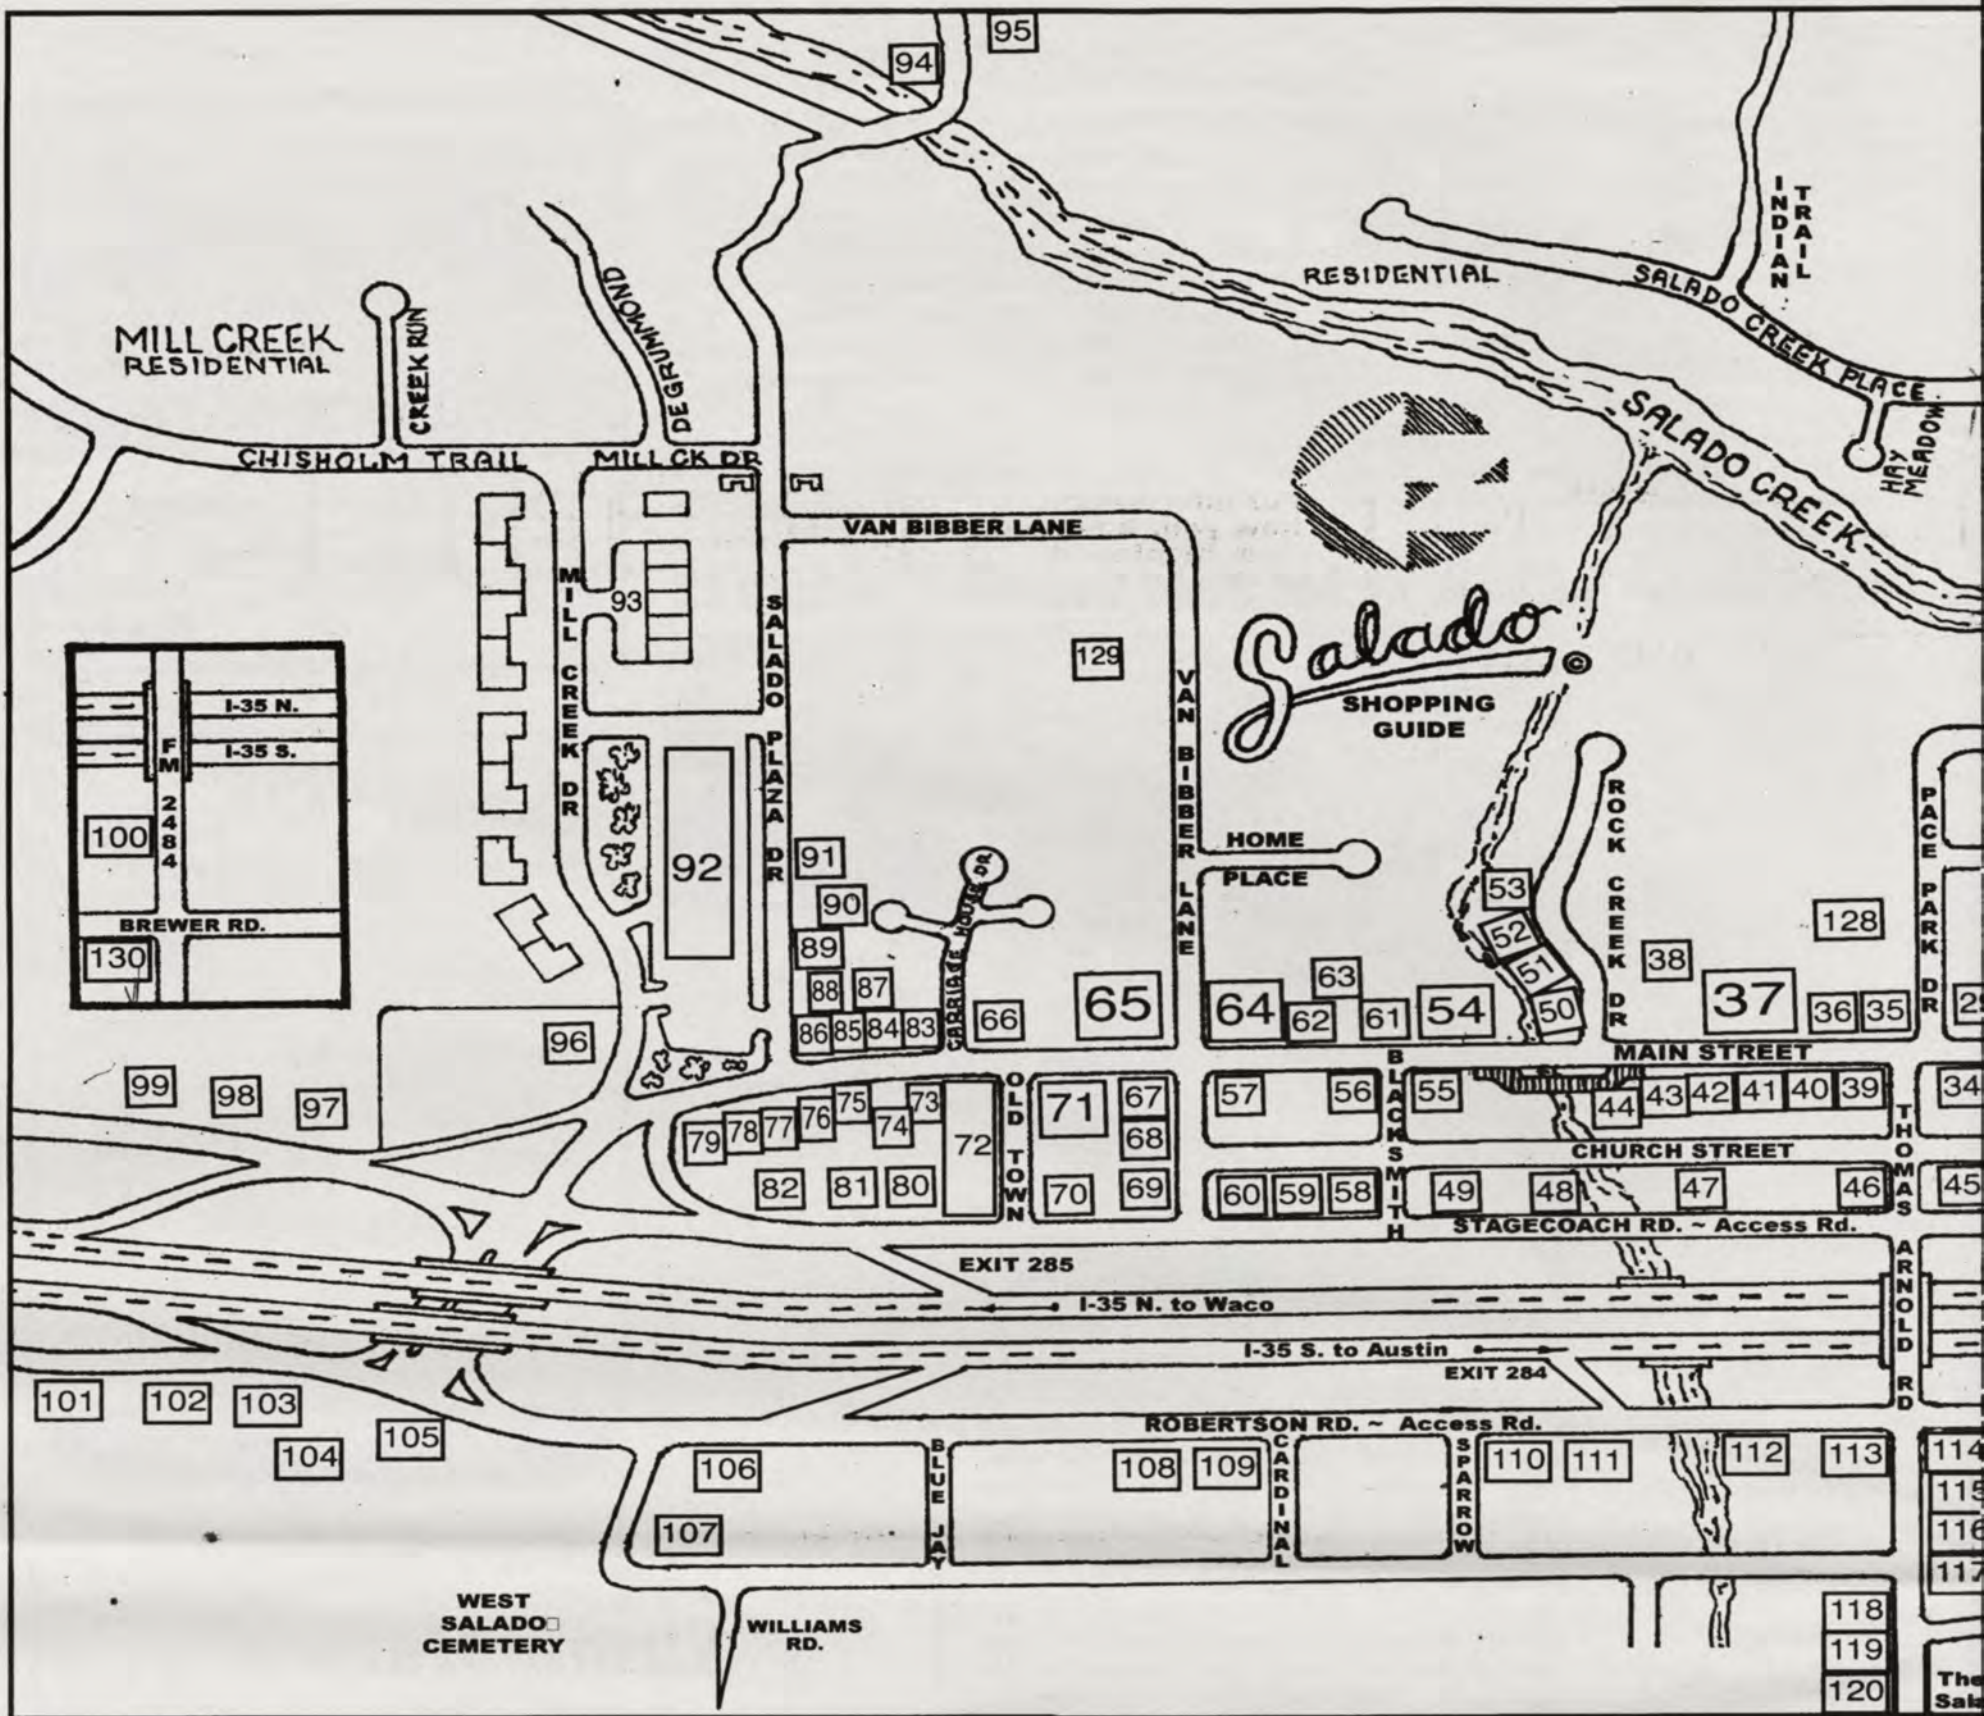 95
94
INDIAN TRAIL
RESIDENTIAL
SALADO CREEK PLACE
DEGRUMMOND
MILL CREEK
RESIDENTIAL
CREEK RUN
HAY MEADOW
SALADO CREEK
CHISHOLM TRAIL
MILL CK DR
VAN BIBBER LANE
MILL CREEK DR
93
SALADO PLAZA DR
129
VAN BIBBER LANE
Salado ©
SHOPPING
GUIDE
I-35 N.
I-35 S.
FM 2484
100
BREWER RD.
130
92
91
90
89
88
87
86 85 84 83
CARRIAGE HOUSE DR
66
65
HOME
PLACE
64
62
63
61
54
53
52
51
50
ROCK CREEK DR
38
37
128
36 35
PACE PARK DR
MAIN STREET
96
99
98
97
79 78 77 76 75 74 73
72
82
81
80
OLD TOWN
71
67
68
70
69
57
56
BLACKSMITH
55
44 43 42 41 40 39
34
THOMAS ARNOLD RD
CHURCH STREET
60 59 58
49
48
47
46
45
STAGECOACH RD. ~ Access Rd.
EXIT 285
I-35 N. to Waco
I-35 S. to Austin
EXIT 284
ROBERTSON RD. ~ Access Rd.
101
102
103
104
105
106
107
BLUE JAY
108
109
CARDINAL
SPARROW
110
111
112
113
114
115
116
117
118
119
120
WEST
SALADO□
CEMETERY
WILLIAMS
RD.
The